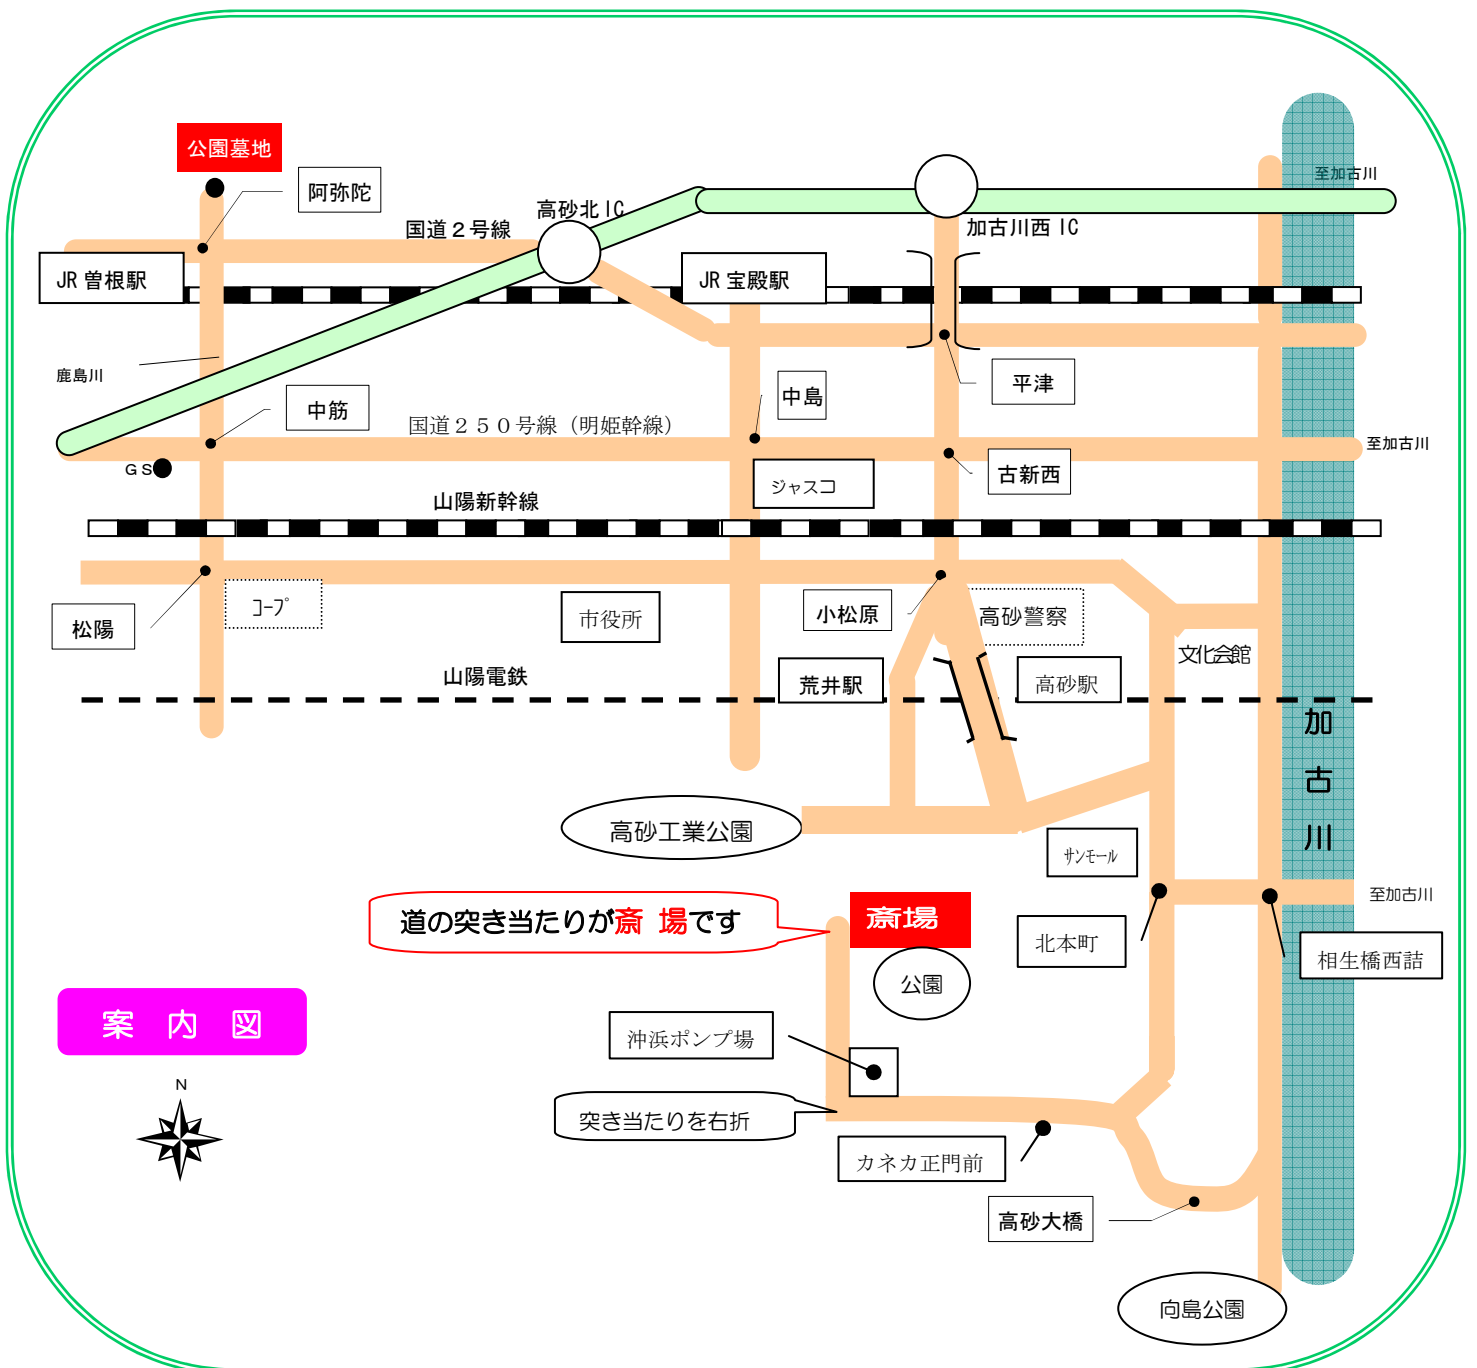 公園墓地
至加古川
阿弥陀
高砂北IC
国道2号線
加古川西IC
JR曽根駅
JR宝殿駅
鹿島川
平津
中島
中筋
国道250号線(明姫幹線)
至加古川
GS
古新西
ジャスコ
山陽新幹線
コープ
松陽
市役所
小松原
高砂警察
文化会館
山陽電鉄
荒井駅
高砂駅
加古川
高砂工業公園
サンモール
至加古川
道の突き当たりが斎 場です
斎場
北本町
相生橋西詰
公園
案 内 図
沖浜ポンプ場
N
突き当たりを右折
カネカ正門前
高砂大橋
向島公園